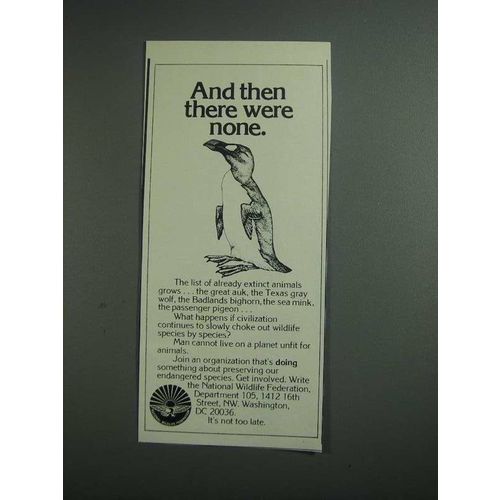 And then
there were
none.
The list of already extinct animals
grows . . . the great auk, the Texas gray
wolf, the Badlands bighorn, the sea mink,
the passenger pigeon . . .
What happens if civilization
continues to slowly choke out wildlife
species by species?
Man cannot live on a planet unfit for
animals.
Join an organization that's doing
something about preserving our
endangered species. Get involved. Write
the National Wildlife Federation,
Department 105, 1412 16th
Street, NW. Washington,
DC 20036.
It's not too late.